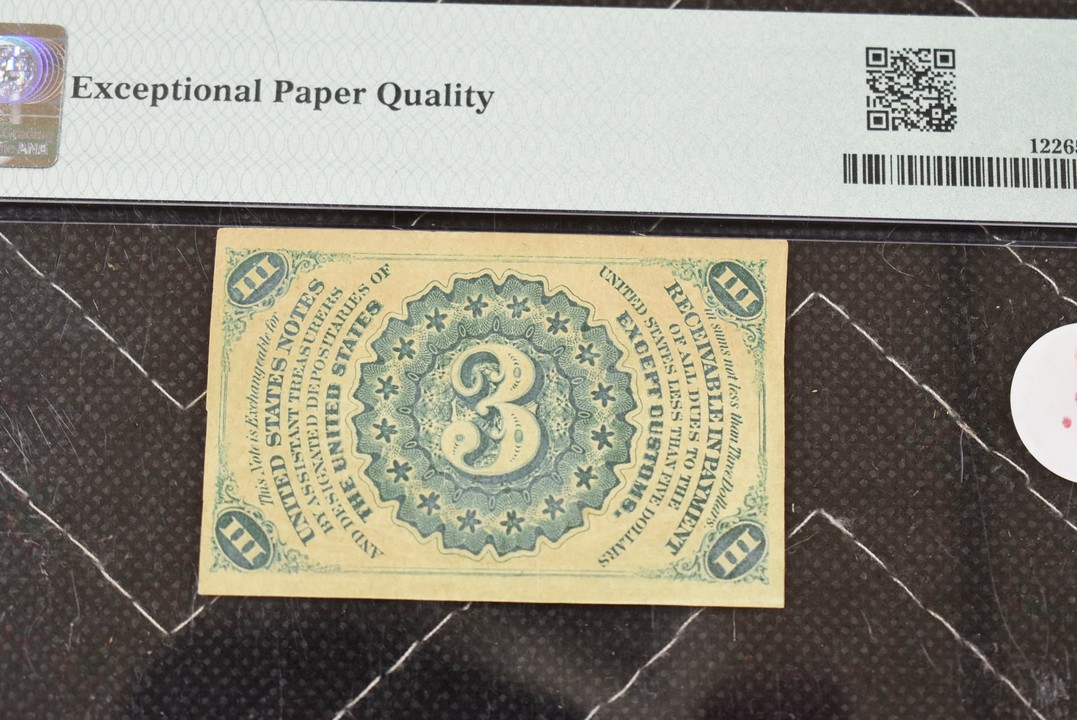 Exceptional Paper Quality
AMG
III
III
This Note is Exchangeable for
UNITED STATES NOTES
BY ASSISTANT TREASURERS
AND DESIGNATED DEPOSITARIES OF
THE UNITED STATES
3
UNITED STATES LESS THAN FIVE DOLLARS
EXCEPT CUSTOMS.
OF ALL DUES TO THE
RECEIVABLE IN PAYMENT
in sums not less than Three dollars
III
III